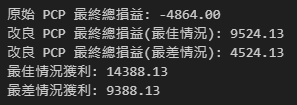 原始 PCP 最終總損益: -4864.00
改良 PCP 最終總損益(最佳情況): 9524.13
改良 PCP 最終總損益(最差情況): 4524.13
最佳情況獲利: 14388.13
最差情況獲利: 9388.13